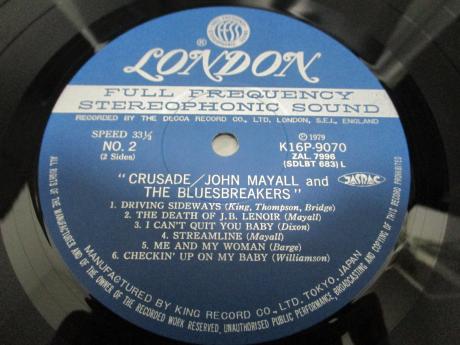 ®
LONDON
FULL FREQUENCY
STEREOPHONIC SOUND
RECORDED BY THE DECCA RECORD CO., LTD. LONDON, S.E.I., ENGLAND
SPEED 33⅓
NO. 2
(2 Sides)
℗ 1979
K16P-9070
ZAL. 7996
(SDLBT 683) L
"CRUSADE/JOHN MAYALL and
THE BLUESBREAKERS"
JASRAC
1. DRIVING SIDEWAYS (King, Thompson, Bridge)
2. THE DEATH OF J.B. LENOIR (Mayall)
3. I CAN'T QUIT YOU BABY (Dixon)
4. STREAMLINE (Mayall)
5. ME AND MY WOMAN (Barge)
6. CHECKIN' UP ON MY BABY (Williamson)
MANUFACTURED BY KING RECORD CO., LTD. TOKYO, JAPAN
ALL RIGHTS OF THE MANUFACTURER AND OF THE OWNER OF THE RECORDED WORK RESERVED, UNAUTHORISED PUBLIC PERFORMANCE, BROADCASTING AND COPYING OF THIS RECORD PROHIBITED